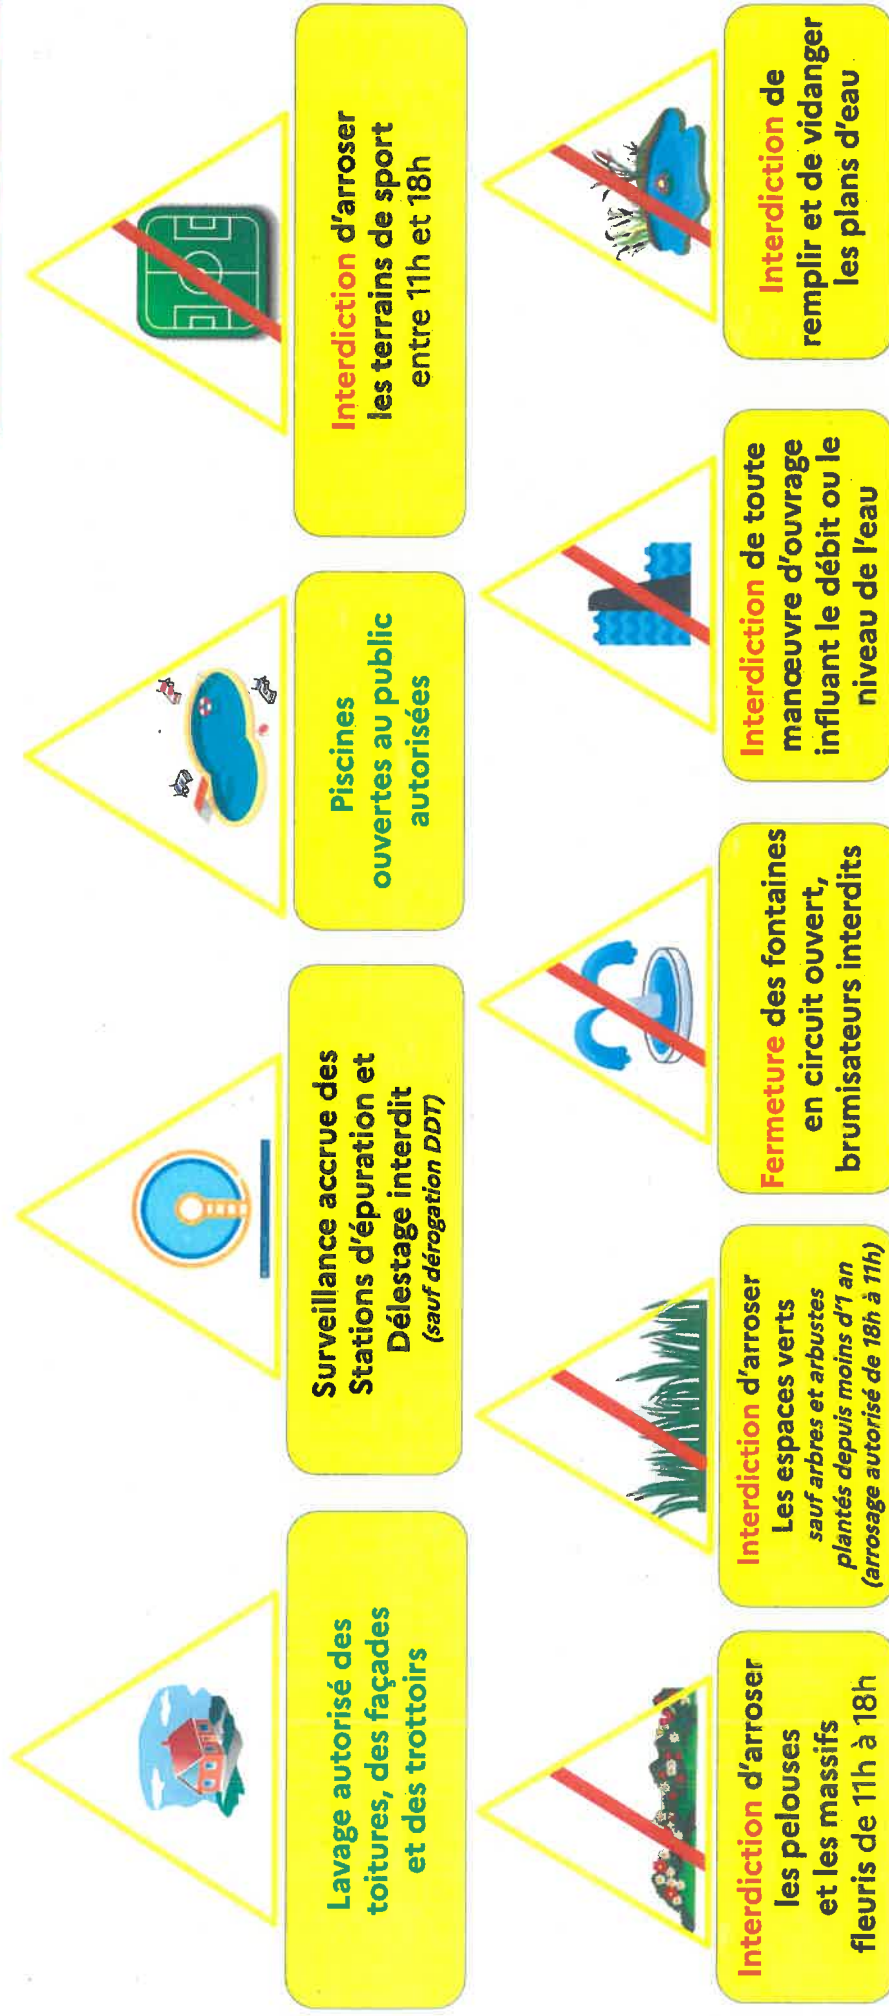 Lavage autorisé des
toitures, des façades
et des trottoirs
Surveillance accrue des
Stations d'épuration et
Délestage interdit
(sauf dérogation DDT)
Piscines
ouvertes au public
autorisées
Interdiction d'arroser
les terrains de sport
entre 11h et 18h
Interdiction d'arroser
les pelouses
et les massifs
fleuris de 11h à 18h
Interdiction d'arroser
Les espaces verts
sauf arbres et arbustes
plantés depuis moins d'1 an
(arrosage autorisé de 18h à 11h)
Fermeture des fontaines
en circuit ouvert,
brumisateurs interdits
Interdiction de toute
manœuvre d'ouvrage
influant le débit ou le
niveau de l'eau
Interdiction de
remplir et de vidanger
les plans d'eau